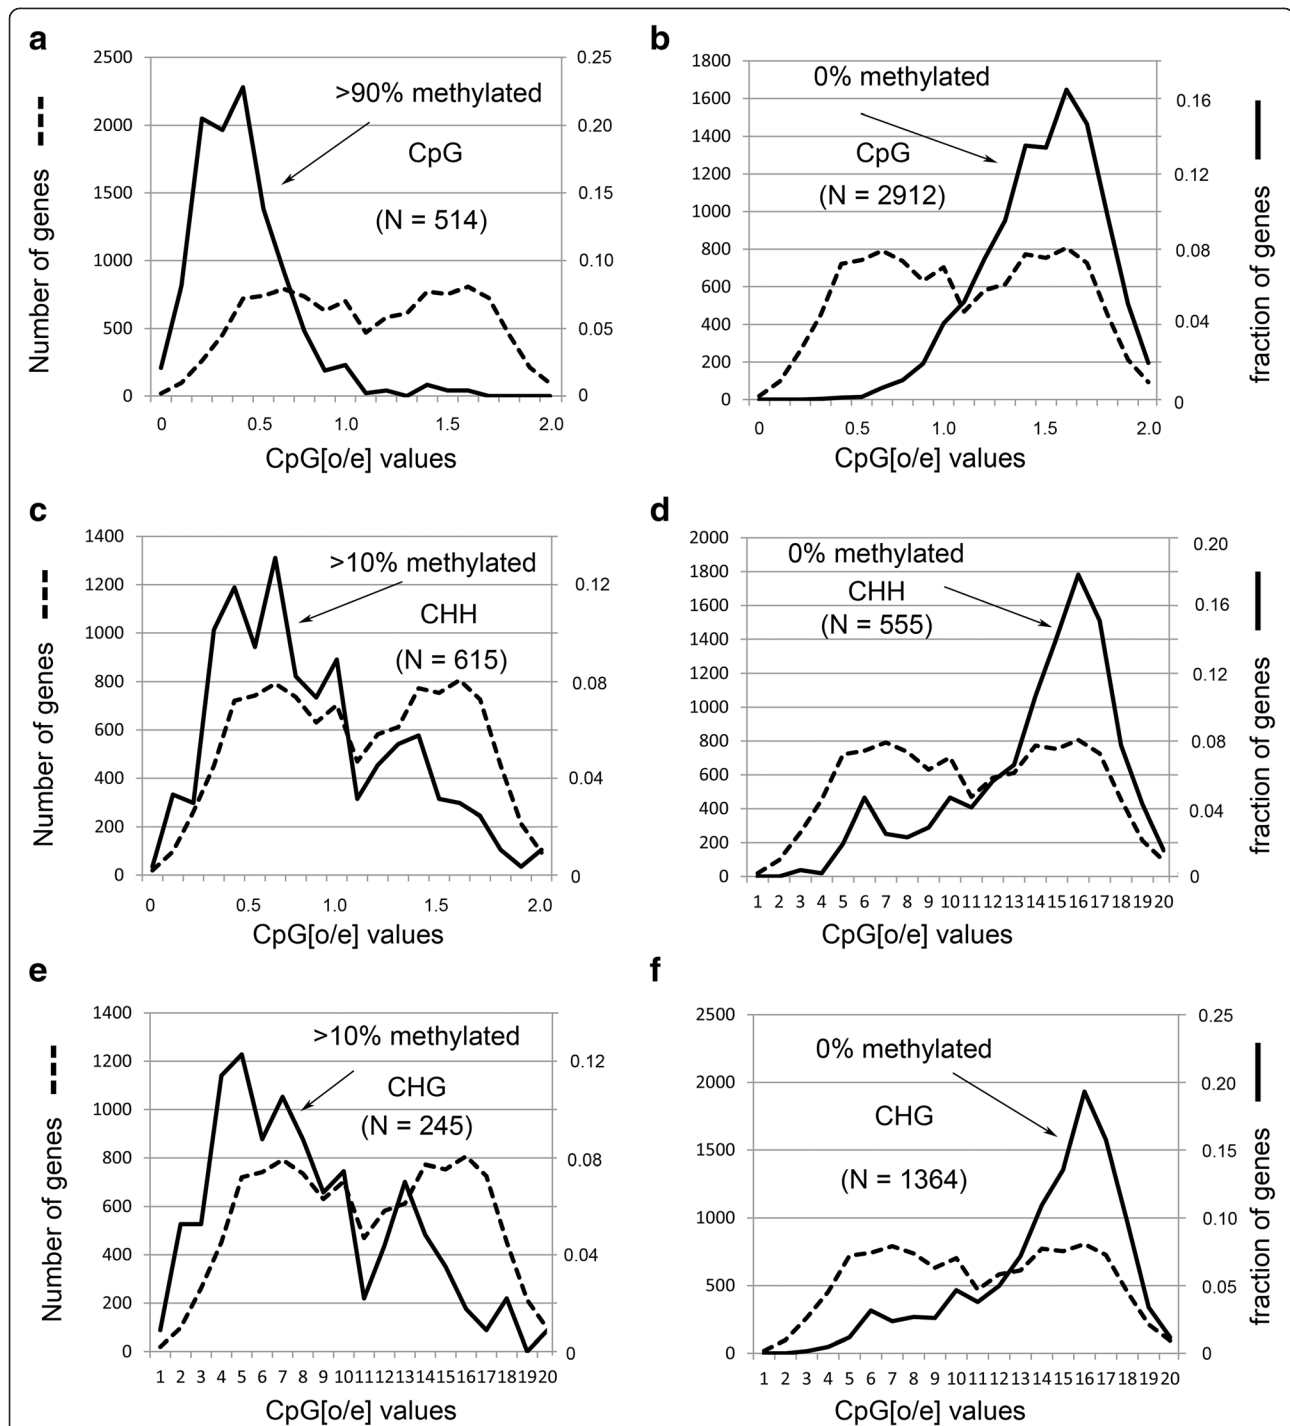 a
2500
2000
1500
1000
500
0
0.25
0.20
0.15
0.10
0.05
0
>90% methylated
CpG
(N = 514)
Number of genes
0 0.5 1.0 1.5 2.0
CpG[o/e] values
b
1800
1600
1400
1200
1000
800
600
400
200
0
0.16
0.12
0.08
0.04
0
0% methylated
CpG
(N = 2912)
fraction of genes
0 0.5 1.0 1.5 2.0
CpG[o/e] values
c
1400
1200
1000
800
600
400
200
0
0.12
0.08
0.04
0
>10% methylated
CHH
(N = 615)
Number of genes
0 0.5 1.0 1.5 2.0
CpG[o/e] values
d
2000
1800
1600
1400
1200
1000
800
600
400
200
0
0.20
0.16
0.12
0.08
0.04
0
0% methylated
CHH
(N = 555)
fraction of genes
1 2 3 4 5 6 7 8 9 10 11 12 13 14 15 16 17 18 19 20
CpG[o/e] values
e
1400
1200
1000
800
600
400
200
0
0.12
0.08
0.04
0
>10% methylated
CHG
(N = 245)
Number of genes
1 2 3 4 5 6 7 8 9 10 11 12 13 14 15 16 17 18 19 20
CpG[o/e] values
f
2500
2000
1500
1000
500
0
0.25
0.20
0.15
0.10
0.05
0
0% methylated
CHG
(N = 1364)
fraction of genes
1 2 3 4 5 6 7 8 9 10 11 12 13 14 15 16 17 18 19 20
CpG[o/e] values